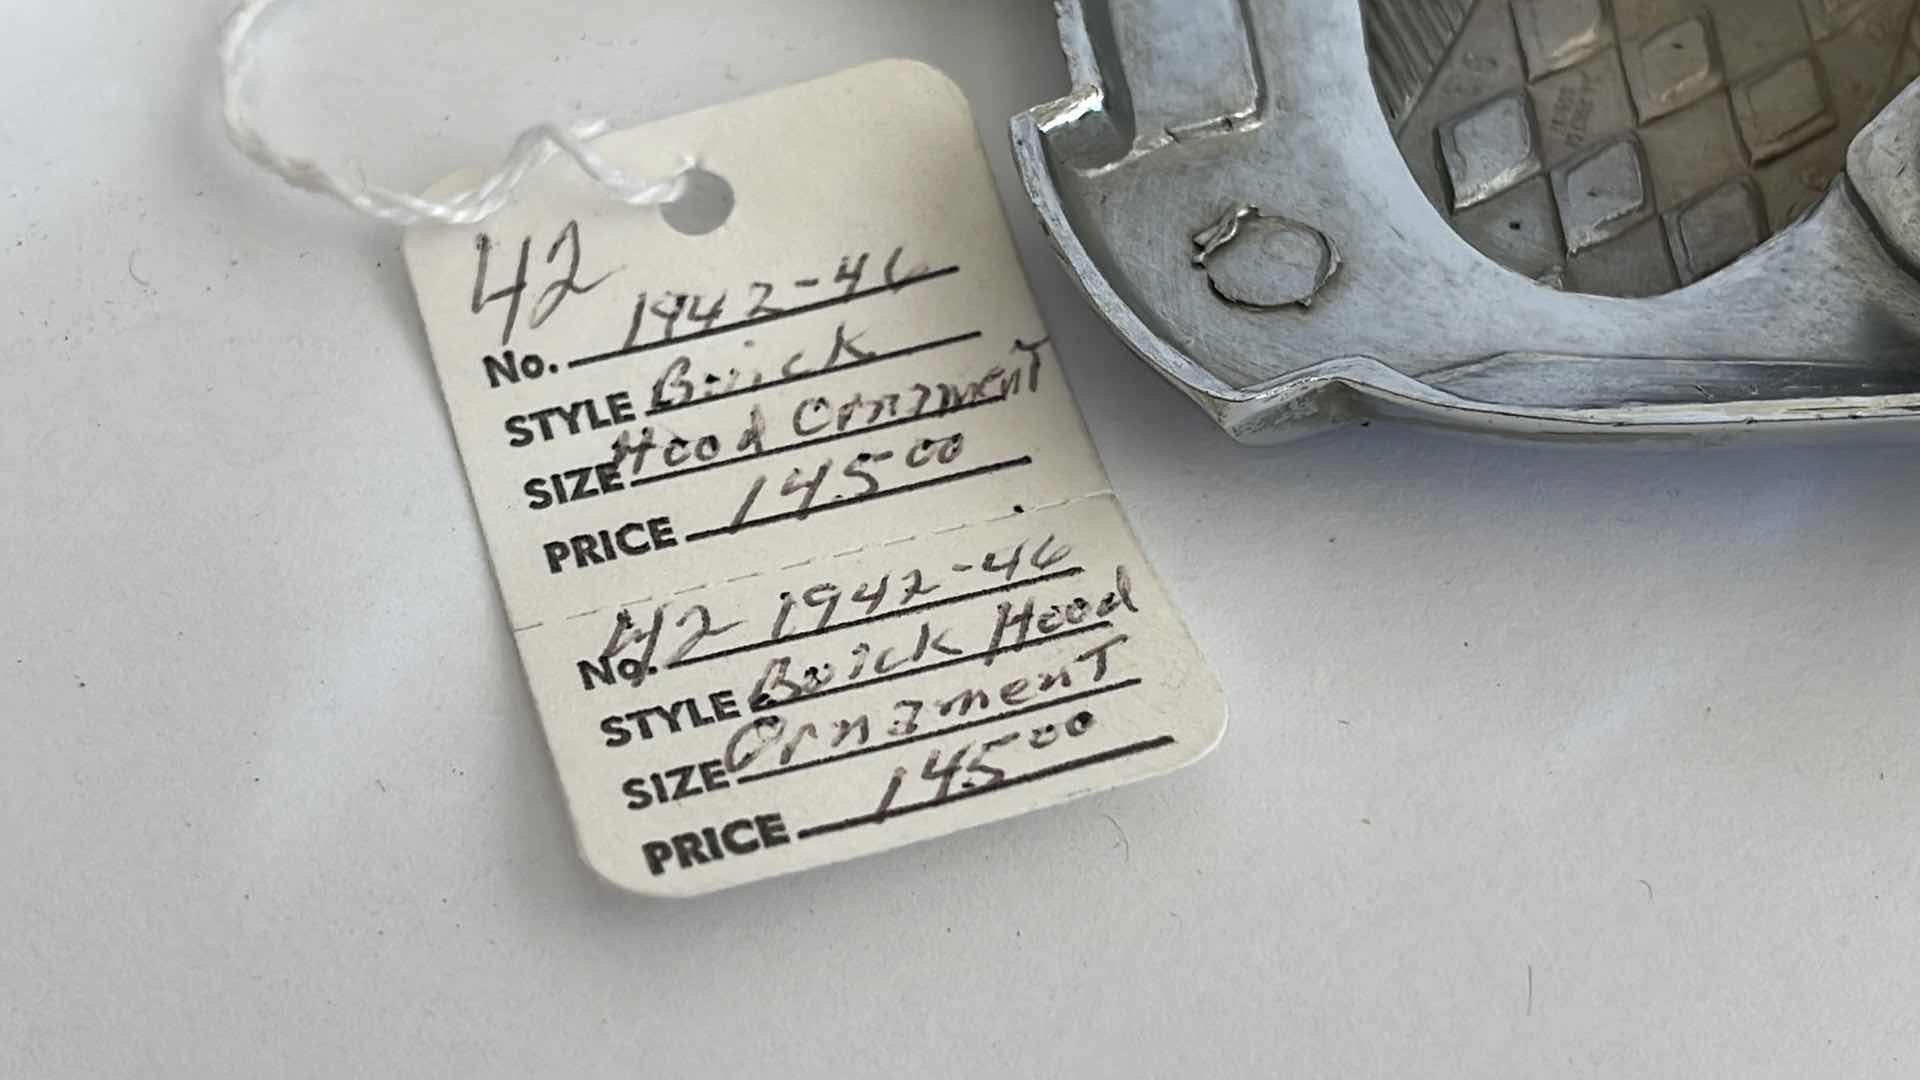 42
No. 1942-46
STYLE Buick
SIZE Hood Ornament
PRICE 145 00
42 1942-46
No.
STYLE Buick Hood
SIZE Ornament
PRICE 145 00